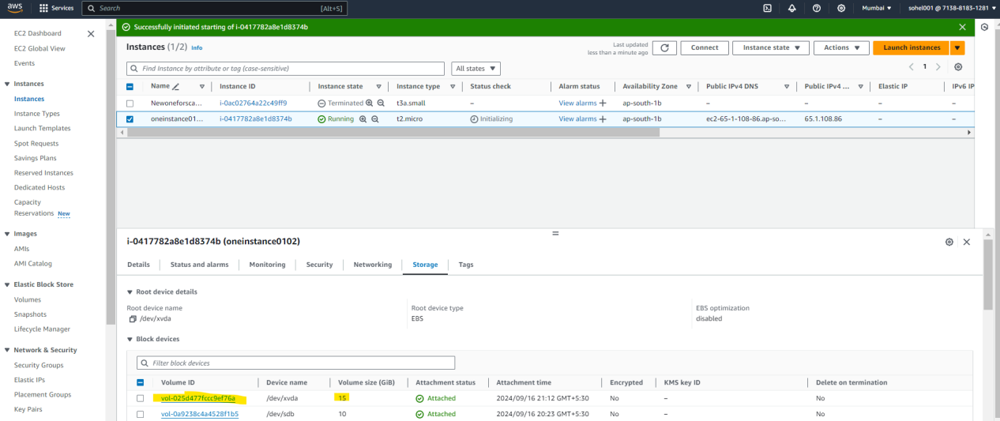 aws Services Search [Alt+S] Mumbai ▼ sohel001 @ 7138-8183-1281 ▼
EC2 Dashboard
EC2 Global View
Events
Instances
Instances
Instance Types
Launch Templates
Spot Requests
Savings Plans
Reserved Instances
Dedicated Hosts
Capacity
Reservations New
Images
AMIs
AMI Catalog
Elastic Block Store
Volumes
Snapshots
Lifecycle Manager
Network & Security
Security Groups
Elastic IPs
Placement Groups
Key Pairs
Successfully initiated starting of i-0417782a8e1d8374b
Instances (1/2) Info
Last updated
less than a minute ago
Connect Instance state ▼ Actions ▼ Launch instances ▼
Find Instance by attribute or tag (case-sensitive) All states ▼
1
Name Instance ID Instance state Instance type Status check Alarm status Availability Zone Public IPv4 DNS Public IPv4 ... Elastic IP IPv6 IP
Newoneforsca... i-0ac02764a22c49ff9 Terminated t3a.small – View alarms + ap-south-1b – – – –
oneinstance01... i-0417782a8e1d8374b Running t2.micro Initializing View alarms + ap-south-1b ec2-65-1-108-86.ap-so... 65.1.108.86 – –
i-0417782a8e1d8374b (oneinstance0102)
Details Status and alarms Monitoring Security Networking Storage Tags
Root device details
Root device name Root device type EBS optimization
/dev/xvda EBS disabled
Block devices
Filter block devices
Volume ID Device name Volume size (GiB) Attachment status Attachment time Encrypted KMS key ID Delete on termination
vol-025d477fccc9ef76a /dev/xvda 15 Attached 2024/09/16 21:12 GMT+5:30 No – No
vol-0a9238c4a4528f1b5 /dev/sdb 10 Attached 2024/09/16 20:23 GMT+5:30 No – No